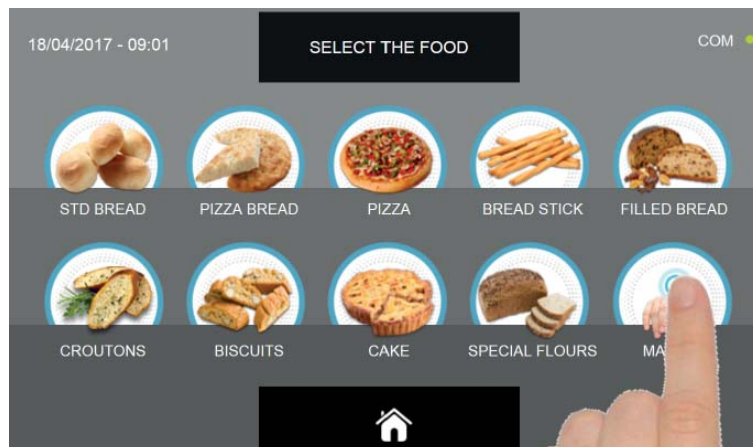 18/04/2017 - 09:01
SELECT THE FOOD
COM
STD BREAD
PIZZA BREAD
PIZZA
BREAD STICK
FILLED BREAD
CROUTONS
BISCUITS
CAKE
SPECIAL FLOURS